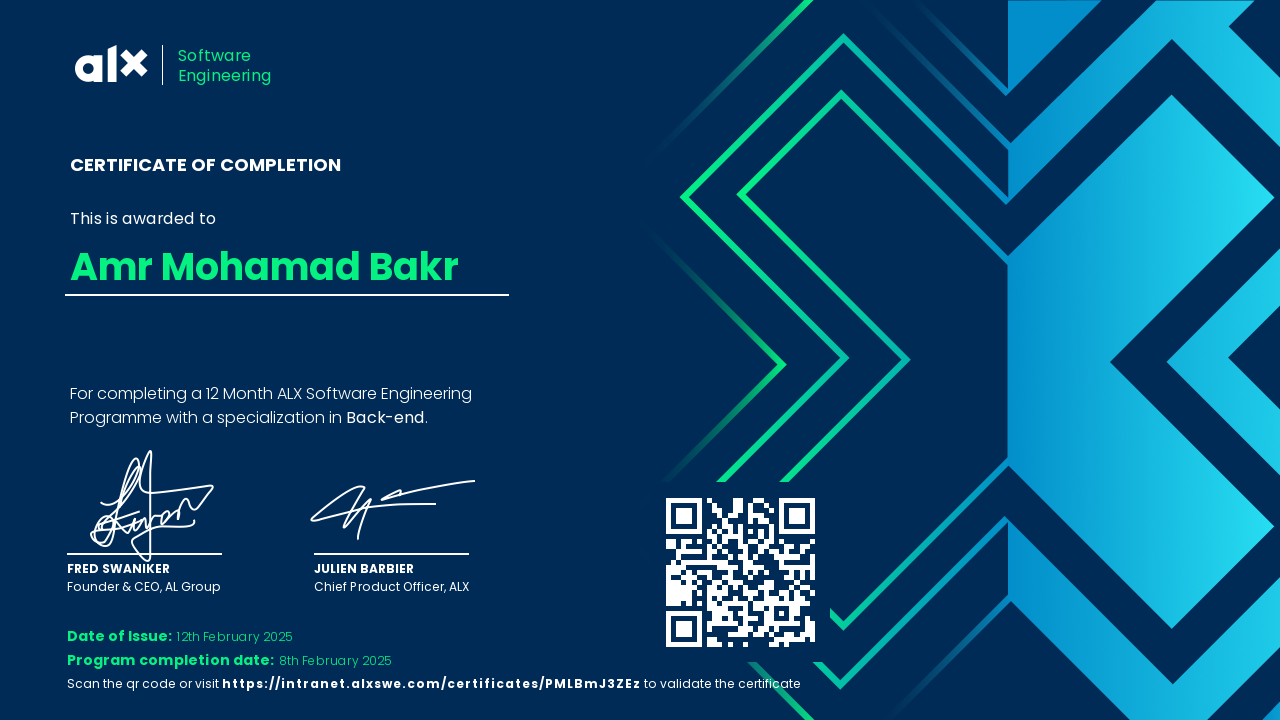 alx
Software
Engineering
CERTIFICATE OF COMPLETION
This is awarded to
Amr Mohamad Bakr
For completing a 12 Month ALX Software Engineering
Programme with a specialization in Back-end.
FRED SWANIKER
Founder & CEO, AL Group
JULIEN BARBIER
Chief Product Officer, ALX
Date of Issue: 12th February 2025
Program completion date: 8th February 2025
Scan the qr code or visit https://intranet.alxswe.com/certificates/PMLBmJ3ZEz to validate the certificate